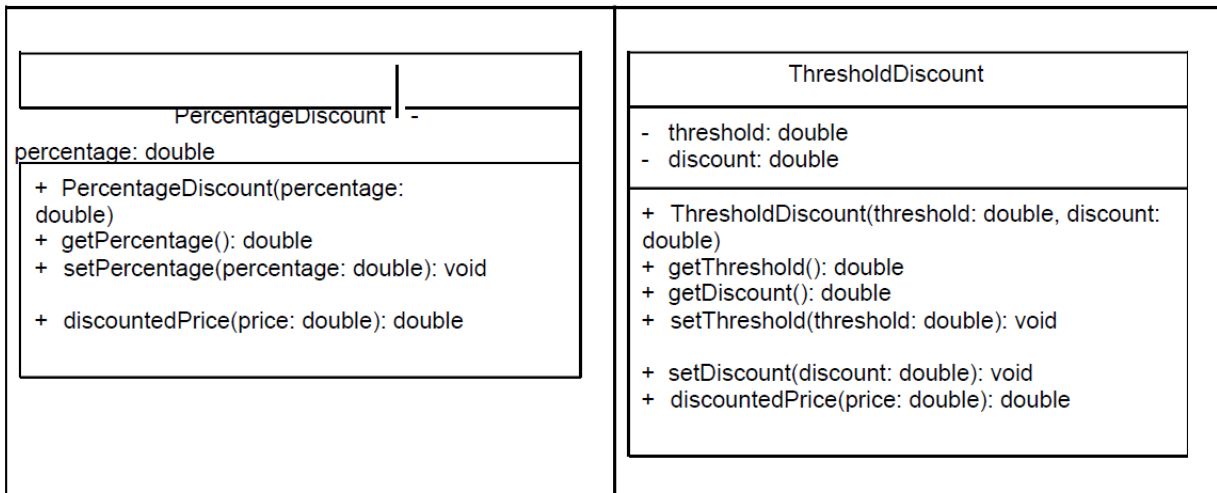 PercentageDiscount -
percentage: double
+ PercentageDiscount(percentage:
double)
+ getPercentage(): double
+ setPercentage(percentage: double): void
+ discountedPrice(price: double): double
ThresholdDiscount
- threshold: double
- discount: double
+ ThresholdDiscount(threshold: double, discount:
double)
+ getThreshold(): double
+ getDiscount(): double
+ setThreshold(threshold: double): void
+ setDiscount(discount: double): void
+ discountedPrice(price: double): double